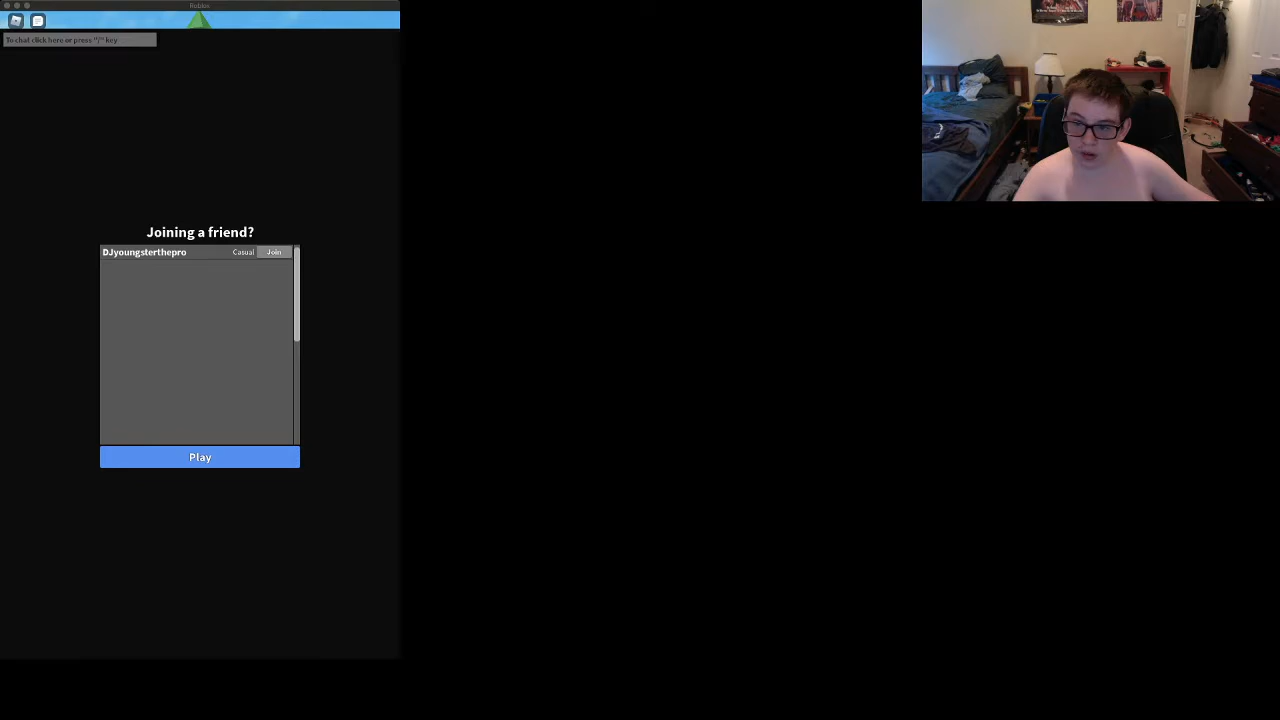 Roblox
To chat click here or press "/" key
Joining a friend?
DJyoungsterthepro Casual Join
Play